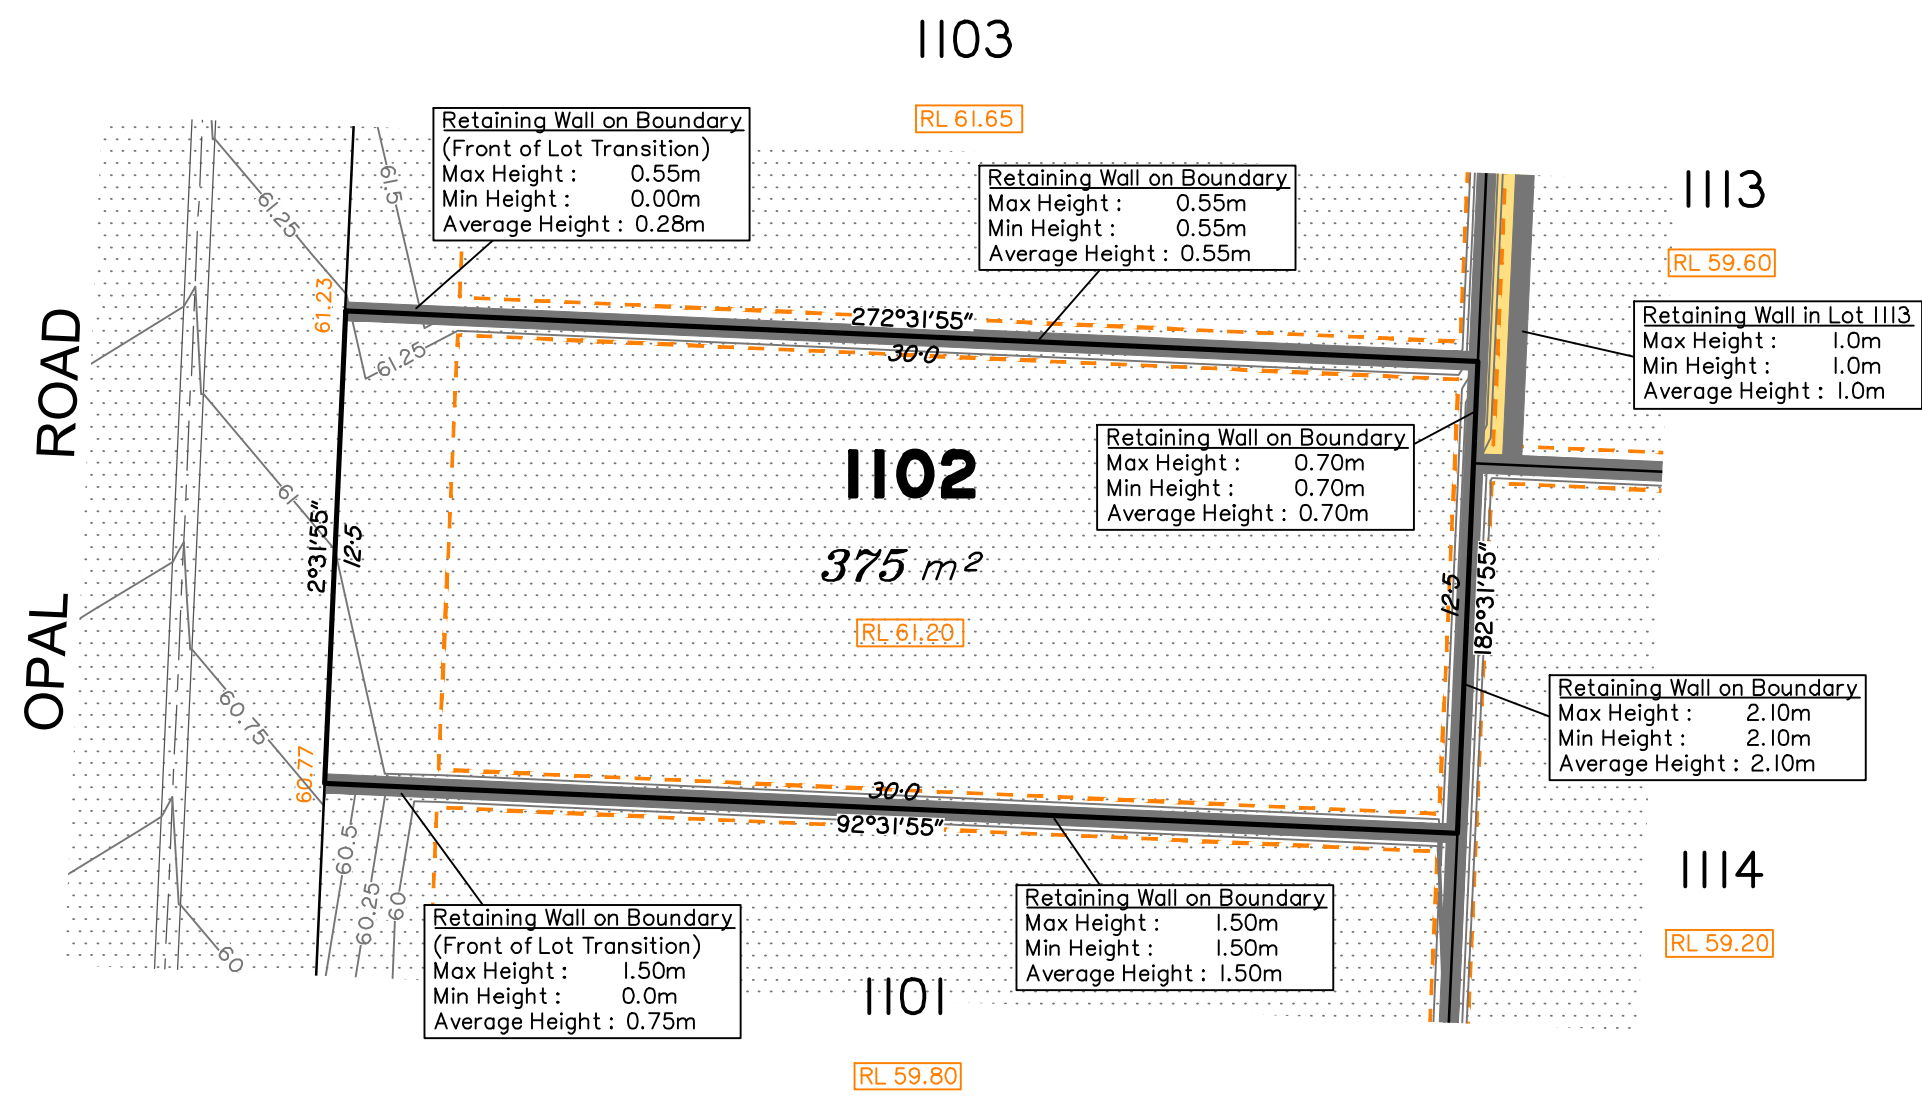 1103
RL 61.65
Retaining Wall on Boundary
(Front of Lot Transition)
Max Height : 0.55m
Min Height : 0.00m
Average Height : 0.28m
Retaining Wall on Boundary
Max Height : 0.55m
Min Height : 0.55m
Average Height : 0.55m
1113
RL 59.60
Retaining Wall in Lot 1113
Max Height : 1.0m
Min Height : 1.0m
Average Height : 1.0m
61.5
61.25
61.23
61.25
272°31'55"
30·0
OPAL ROAD
Retaining Wall on Boundary
Max Height : 0.70m
Min Height : 0.70m
Average Height : 0.70m
1102
375 m²
RL 61.20
61
2°31'55"
12·5
12·5
182°31'55"
60.75
60.77
Retaining Wall on Boundary
Max Height : 2.10m
Min Height : 2.10m
Average Height : 2.10m
30·0
92°31'55"
60.5
60.25
60
60
Retaining Wall on Boundary
(Front of Lot Transition)
Max Height : 1.50m
Min Height : 0.0m
Average Height : 0.75m
Retaining Wall on Boundary
Max Height : 1.50m
Min Height : 1.50m
Average Height : 1.50m
1114
RL 59.20
1101
RL 59.80